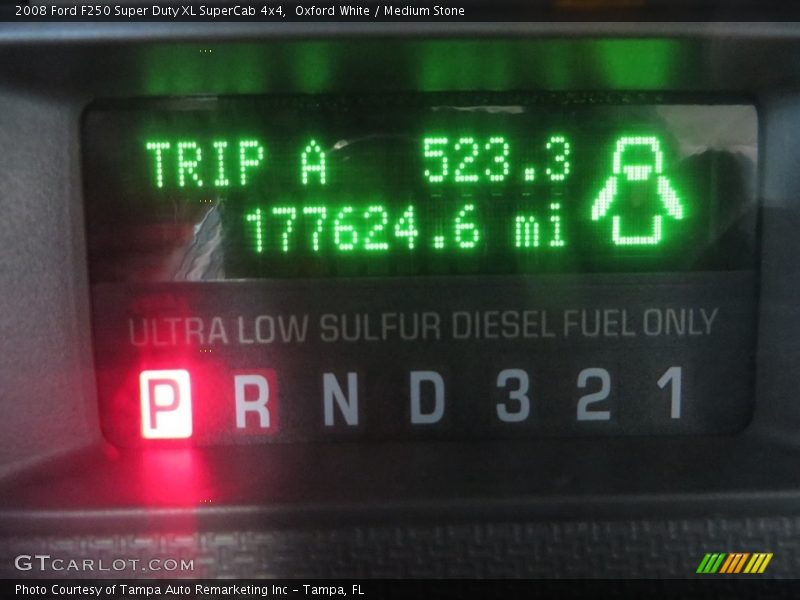 2008 Ford F250 Super Duty XL SuperCab 4x4, Oxford White / Medium Stone
TRIP A 523.3
177624.6 mi
ULTRA LOW SULFUR DIESEL FUEL ONLY
P R N D 3 2 1
GTCARLOT.COM
Photo Courtesy of Tampa Auto Remarketing Inc - Tampa, FL